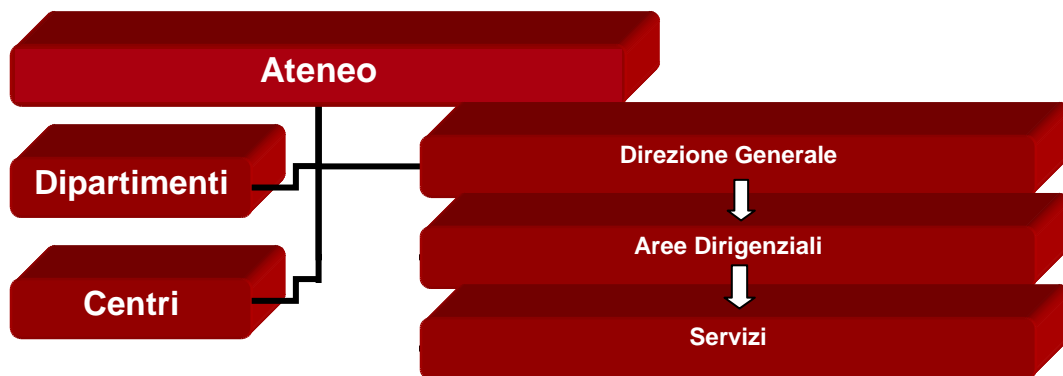 Ateneo
Direzione Generale
Dipartimenti
Aree Dirigenziali
Centri
Servizi